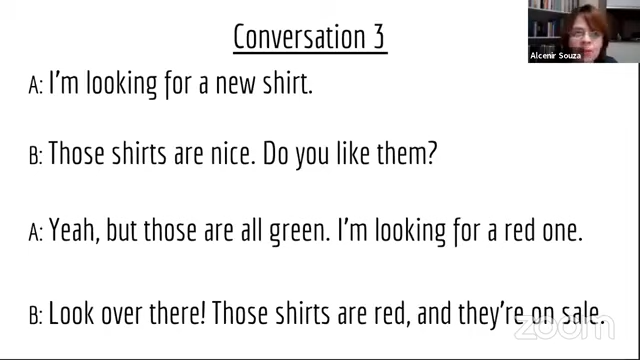 Conversation 3
Alcenir Souza
A: I'm looking for a new shirt.
B: Those shirts are nice. Do you like them?
A: Yeah, but those are all green. I'm looking for a red one.
B: Look over there! Those shirts are red, and they're on sale.
zoom